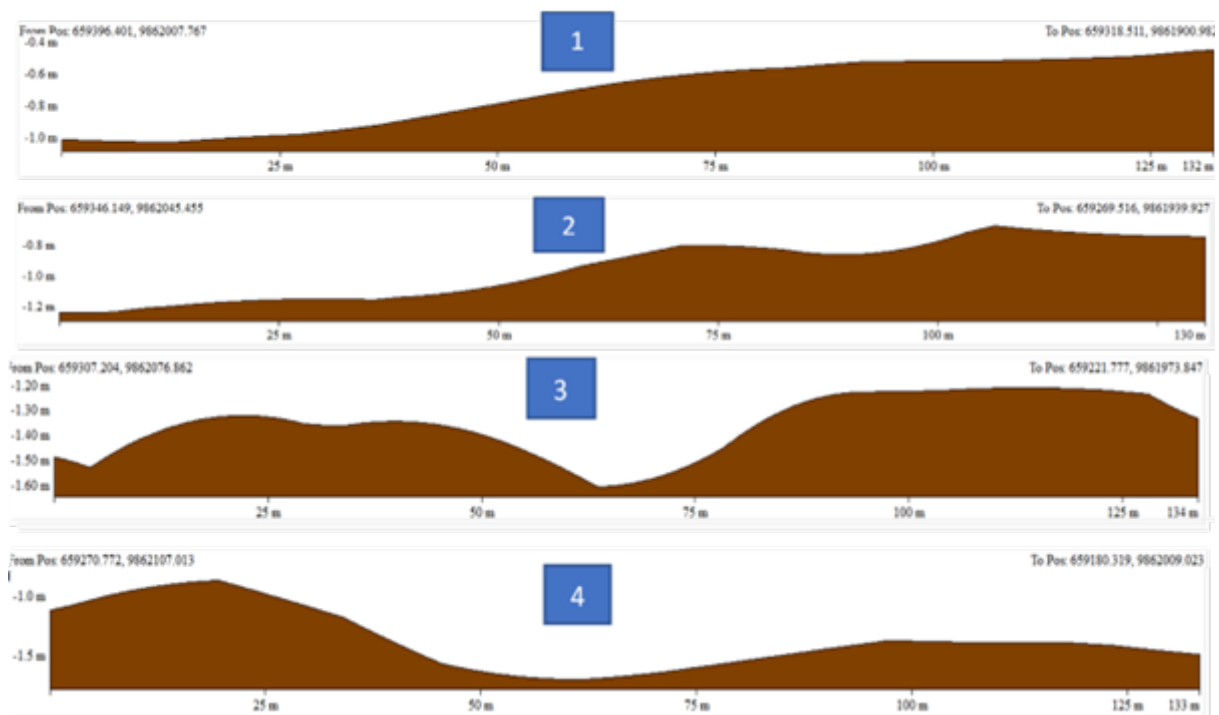 From Pos: 659396.401, 9862007.767 To Pos: 659318.511, 9861900.982
1
-0.4 m
-0.6 m
-0.8 m
-1.0 m
25 m 50 m 75 m 100 m 125 m 132 m
From Pos: 659346.149, 9862045.455 To Pos: 659269.516, 9861939.927
2
-0.8 m
-1.0 m
-1.2 m
25 m 50 m 75 m 100 m 130 m
From Pos: 659307.204, 9862076.862 To Pos: 659221.777, 9861973.847
3
-1.20 m
-1.30 m
-1.40 m
-1.50 m
-1.60 m
25 m 50 m 75 m 100 m 125 m 134 m
From Pos: 659270.772, 9862107.013 To Pos: 659180.319, 9862009.023
4
-1.0 m
-1.5 m
25 m 50 m 75 m 100 m 125 m 133 m